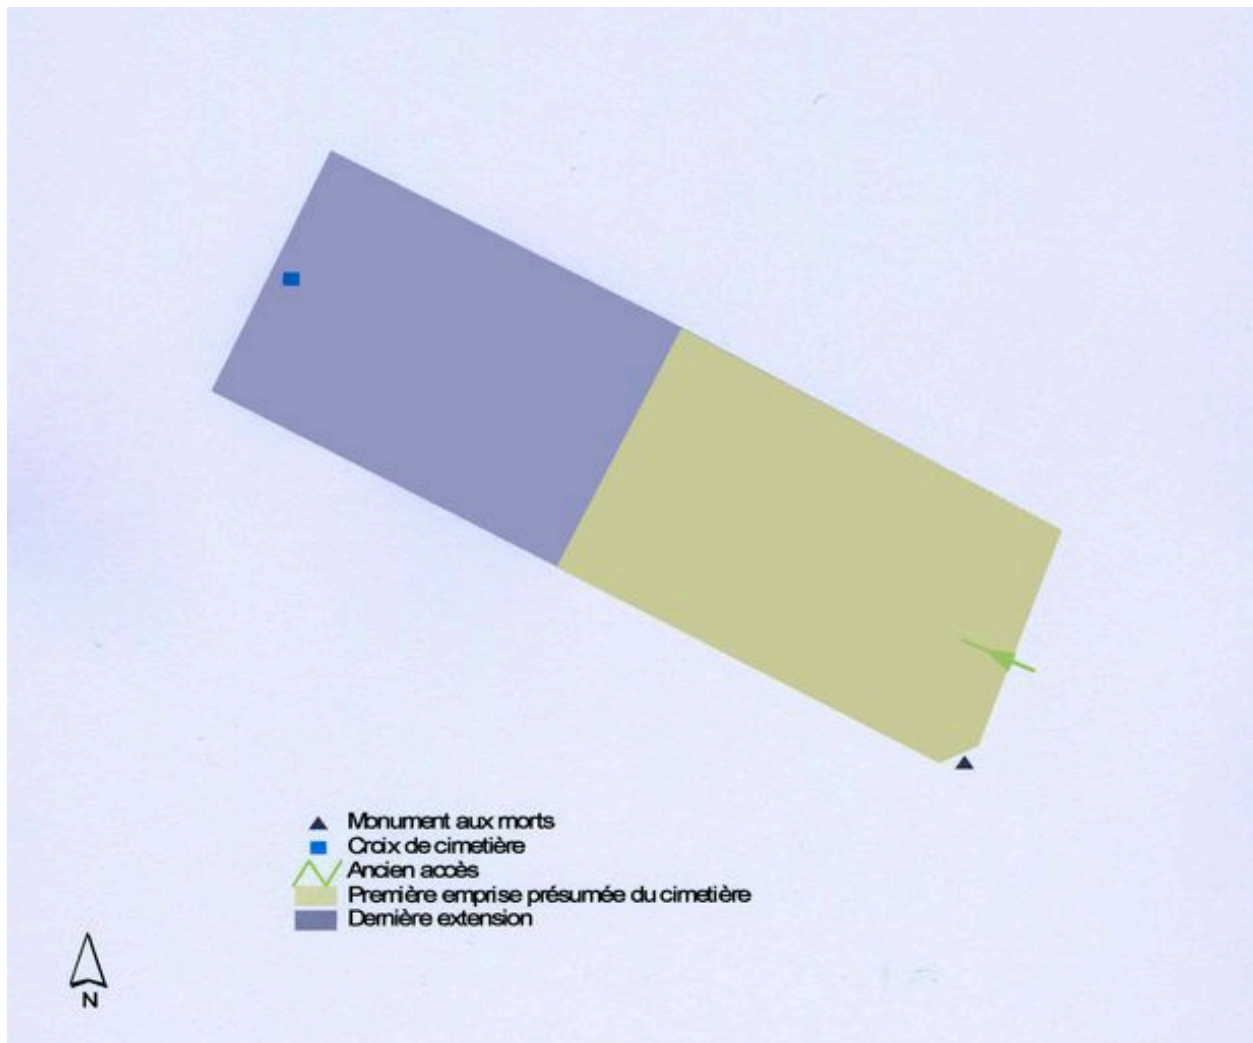 Monument aux morts
Croix de cimetière
Ancien accès
Première emprise présumée du cimetière
Dernière extension
N